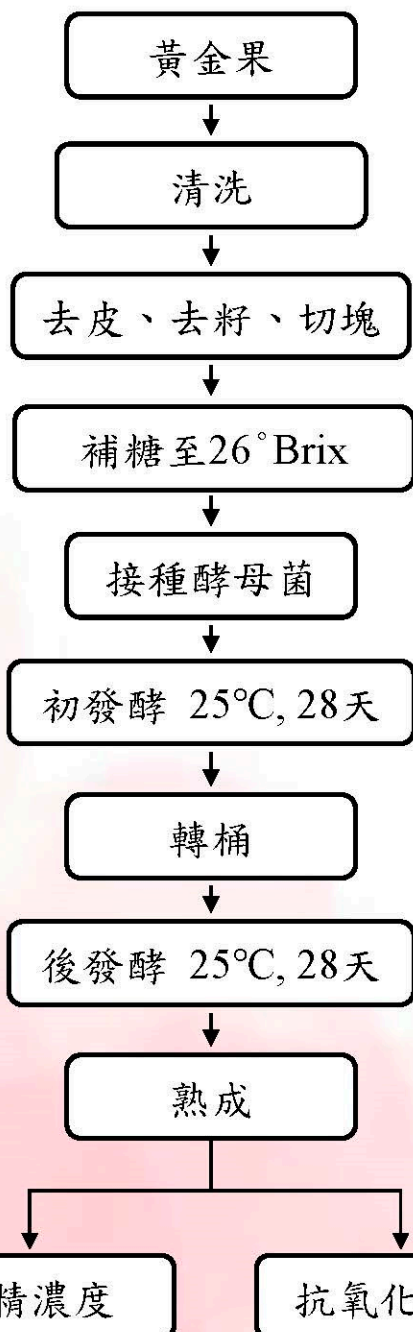 黃金果
清洗
去皮、去籽、切塊
補糖至26°Brix
接種酵母菌
初發酵 25℃, 28天
轉桶
後發酵 25℃, 28天
熟成
精濃度
抗氧化